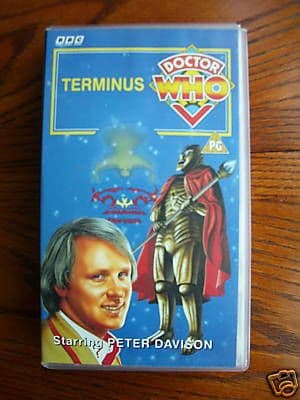 BBC
DOCTOR
WHO
TERMINUS
PG
Starring PETER DAVISON